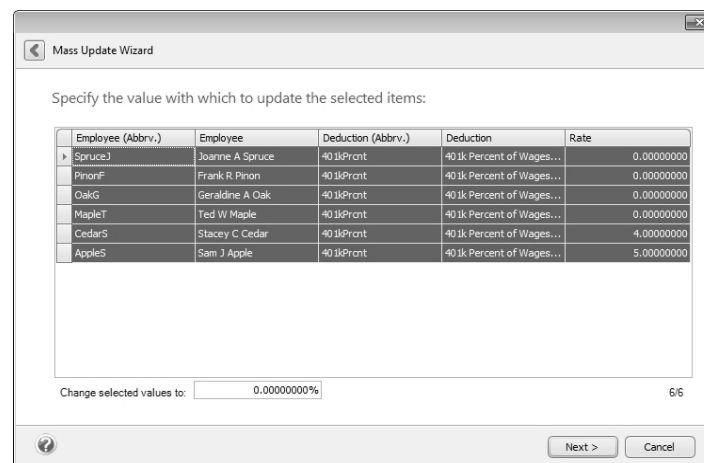 Mass Update Wizard
Specify the value with which to update the selected items:
Employee (Abbrv.) Employee Deduction (Abbrv.) Deduction Rate
SpruceJ Joanne A Spruce 401kPrcnt 401k Percent of Wages... 0.00000000
PinonF Frank R Pinon 401kPrcnt 401k Percent of Wages... 0.00000000
OakG Geraldine A Oak 401kPrcnt 401k Percent of Wages... 0.00000000
MapleT Ted W Maple 401kPrcnt 401k Percent of Wages... 0.00000000
CedarS Stacey C Cedar 401kPrcnt 401k Percent of Wages... 4.00000000
AppleS Sam J Apple 401kPrcnt 401k Percent of Wages... 5.00000000
Change selected values to: 0.00000000% 6/6
Next > Cancel